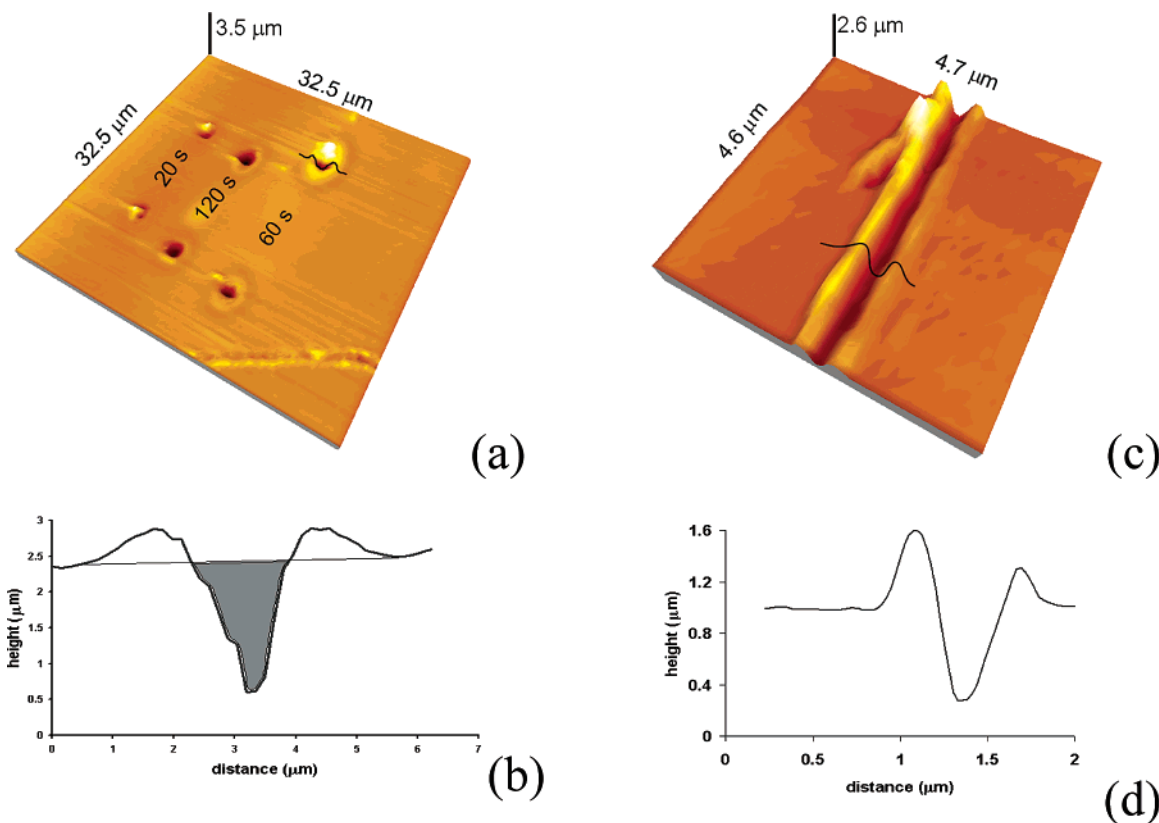 3.5 μm
32.5 μm
32.5 μm
20 s
120 s
60 s
(a)
2.6 μm
4.7 μm
4.6 μm
(c)
3
2.5
2
1.5
1
0.5
0
height (μm)
0 1 2 3 4 5 6 7
distance (μm)
(b)
1.6
1.2
0.8
0.4
0
height (μm)
0 0.5 1 1.5 2
distance (μm)
(d)